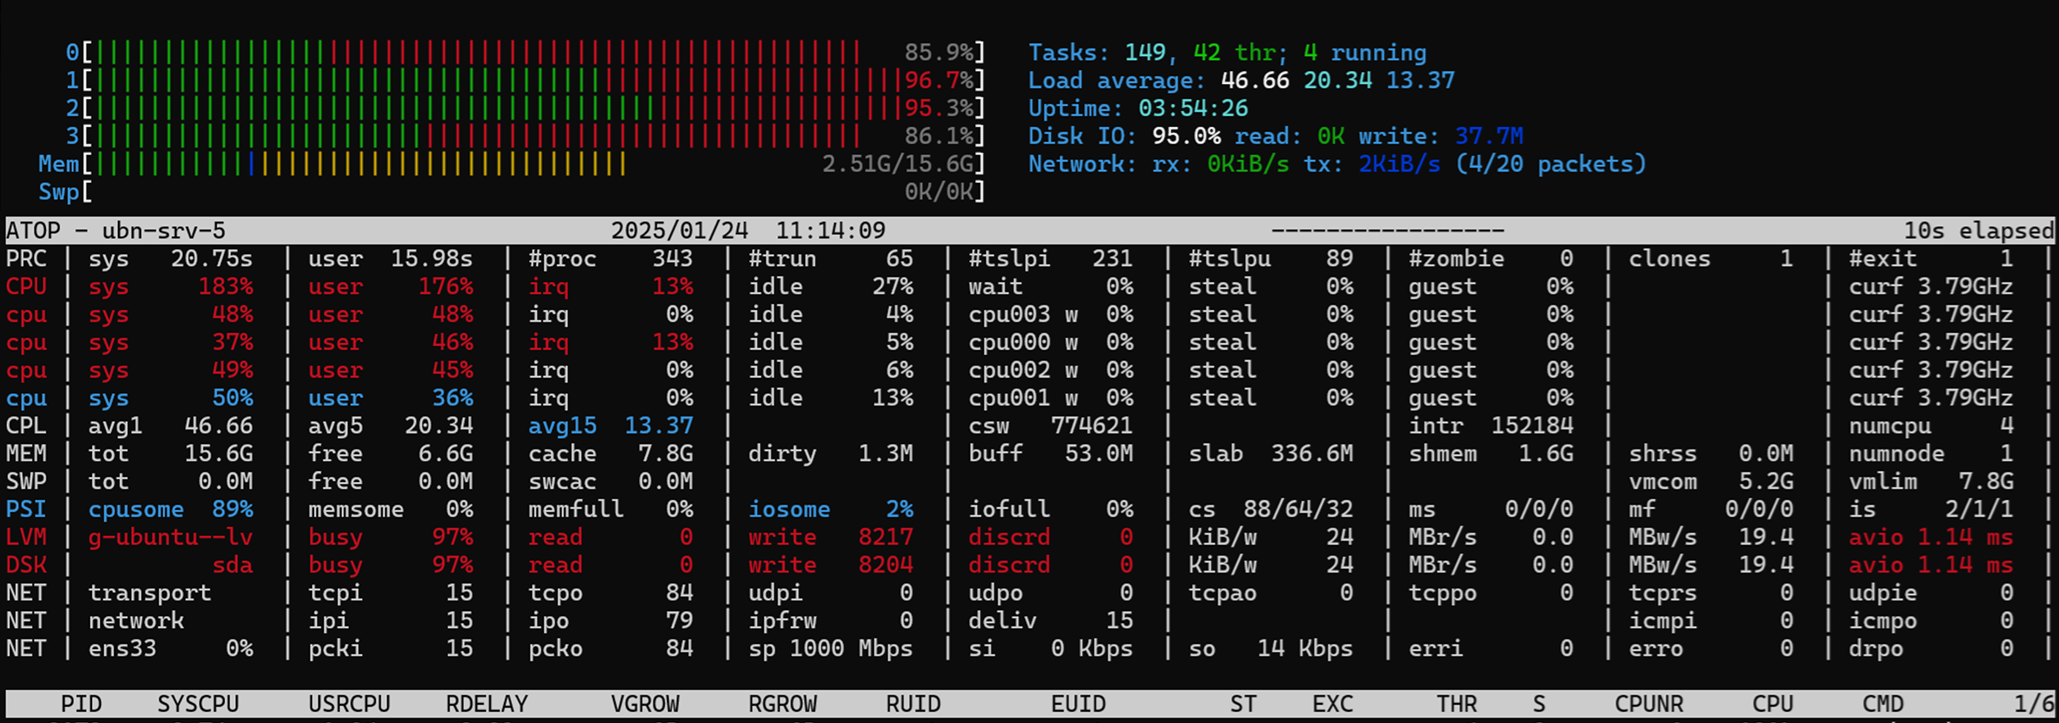 0[||||||||||||||||||||||||||||||||||||||||||||||||||||||||| 85.9%] Tasks: 149, 42 thr; 4 running
1[||||||||||||||||||||||||||||||||||||||||||||||||||||||||||||96.7%] Load average: 46.66 20.34 13.37
2[||||||||||||||||||||||||||||||||||||||||||||||||||||||||||||95.3%] Uptime: 03:54:26
3[||||||||||||||||||||||||||||||||||||||||||||||||||||||||| 86.1%] Disk IO: 95.0% read: 0K write: 37.7M
Mem[||||||||||||||||||||||||||||||||||||||| 2.51G/15.6G] Network: rx: 0KiB/s tx: 2KiB/s (4/20 packets)
Swp[ 0K/0K]
ATOP - ubn-srv-5 2025/01/24 11:14:09 ----------------- 10s elapsed
PRC | sys 20.75s | user 15.98s | #proc 343 | #trun 65 | #tslpi 231 | #tslpu 89 | #zombie 0 | clones 1 | #exit 1 |
CPU | sys 183% | user 176% | irq 13% | idle 27% | wait 0% | steal 0% | guest 0% | | curf 3.79GHz |
cpu | sys 48% | user 48% | irq 0% | idle 4% | cpu003 w 0% | steal 0% | guest 0% | | curf 3.79GHz |
cpu | sys 37% | user 46% | irq 13% | idle 5% | cpu000 w 0% | steal 0% | guest 0% | | curf 3.79GHz |
cpu | sys 49% | user 45% | irq 0% | idle 6% | cpu002 w 0% | steal 0% | guest 0% | | curf 3.79GHz |
cpu | sys 50% | user 36% | irq 0% | idle 13% | cpu001 w 0% | steal 0% | guest 0% | | curf 3.79GHz |
CPL | avg1 46.66 | avg5 20.34 | avg15 13.37 | | csw 774621 | | intr 152184 | | numcpu 4 |
MEM | tot 15.6G | free 6.6G | cache 7.8G | dirty 1.3M | buff 53.0M | slab 336.6M | shmem 1.6G | shrss 0.0M | numnode 1 |
SWP | tot 0.0M | free 0.0M | swcac 0.0M | | | | | vmcom 5.2G | vmlim 7.8G |
PSI | cpusome 89% | memsome 0% | memfull 0% | iosome 2% | iofull 0% | cs 88/64/32 | ms 0/0/0 | mf 0/0/0 | is 2/1/1 |
LVM | g-ubuntu--lv | busy 97% | read 0 | write 8217 | discrd 0 | KiB/w 24 | MBr/s 0.0 | MBw/s 19.4 | avio 1.14 ms |
DSK | sda | busy 97% | read 0 | write 8204 | discrd 0 | KiB/w 24 | MBr/s 0.0 | MBw/s 19.4 | avio 1.14 ms |
NET | transport | tcpi 15 | tcpo 84 | udpi 0 | udpo 0 | tcpao 0 | tcppo 0 | tcprs 0 | udpie 0 |
NET | network | ipi 15 | ipo 79 | ipfrw 0 | deliv 15 | | | icmpi 0 | icmpo 0 |
NET | ens33 0% | pcki 15 | pcko 84 | sp 1000 Mbps | si 0 Kbps | so 14 Kbps | erri 0 | erro 0 | drpo 0 |
PID SYSCPU USRCPU RDELAY VGROW RGROW RUID EUID ST EXC THR S CPUNR CPU CMD 1/6